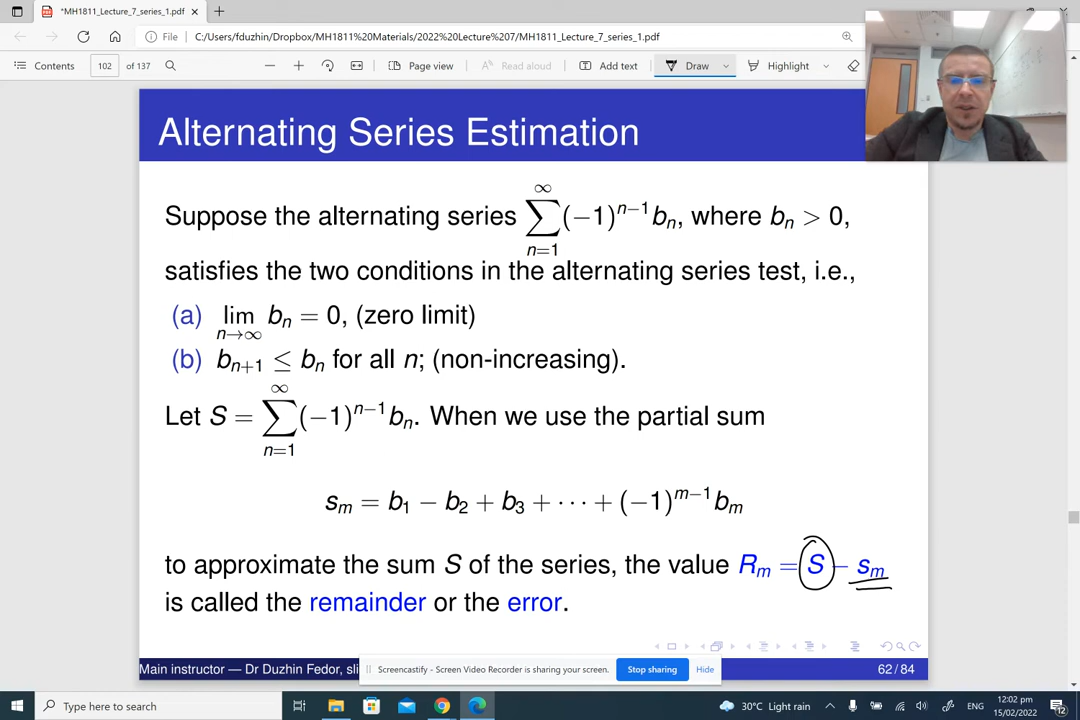 *MH1811_Lecture_7_series_1.pdf
File C:/Users/fduzhin/Dropbox/MH1811%20Materials/2022%20Lecture%207/MH1811_Lecture_7_series_1.pdf
Contents 102 of 137 Page view Read aloud Add text Draw Highlight
Alternating Series Estimation
Suppose the alternating series ∑_{n=1}^{∞} (−1)^{n−1} b_n, where b_n > 0,
satisfies the two conditions in the alternating series test, i.e.,
(a) lim_{n→∞} b_n = 0, (zero limit)
(b) b_{n+1} ≤ b_n for all n; (non-increasing).
Let S = ∑_{n=1}^{∞} (−1)^{n−1} b_n. When we use the partial sum
s_m = b_1 − b_2 + b_3 + ··· + (−1)^{m−1} b_m
to approximate the sum S of the series, the value R_m = S − s_m
is called the remainder or the error.
Main instructor — Dr Duzhin Fedor, sli
Screencastify - Screen Video Recorder is sharing your screen. Stop sharing Hide
62 / 84
Type here to search
30°C Light rain ENG 12:02 pm
15/02/2022
12